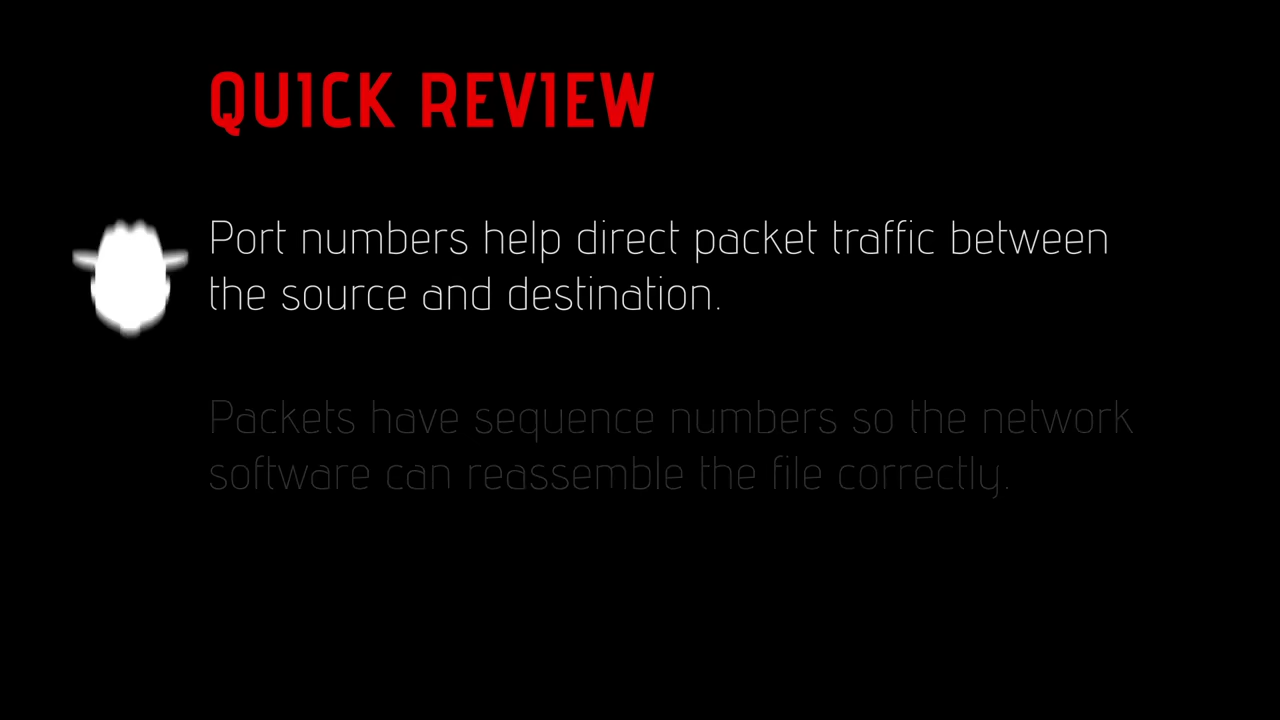 QUICK REVIEW
Port numbers help direct packet traffic between
the source and destination.
Packets have sequence numbers so the network
software can reassemble the file correctly.